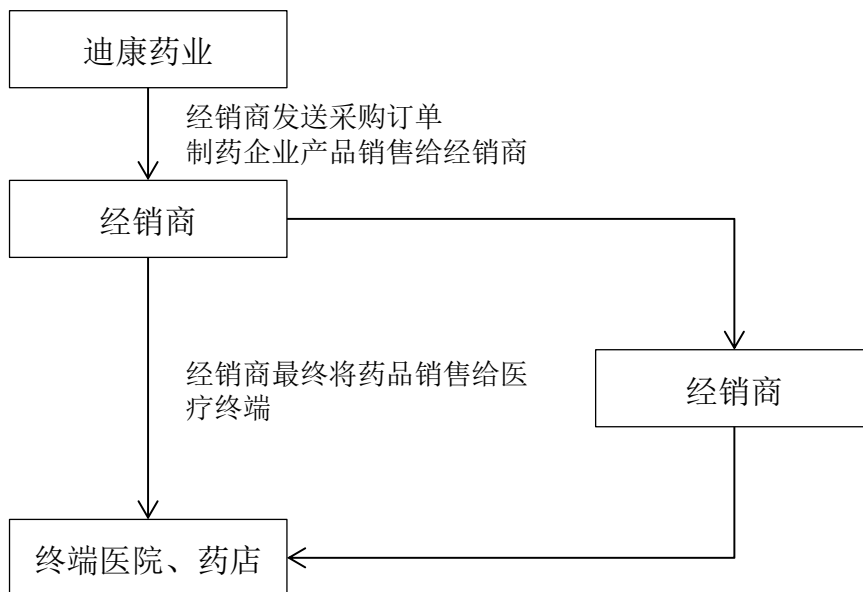 迪康药业
经销商发送采购订单
制药企业产品销售给经销商
经销商
经销商最终将药品销售给医
疗终端
经销商
终端医院、药店